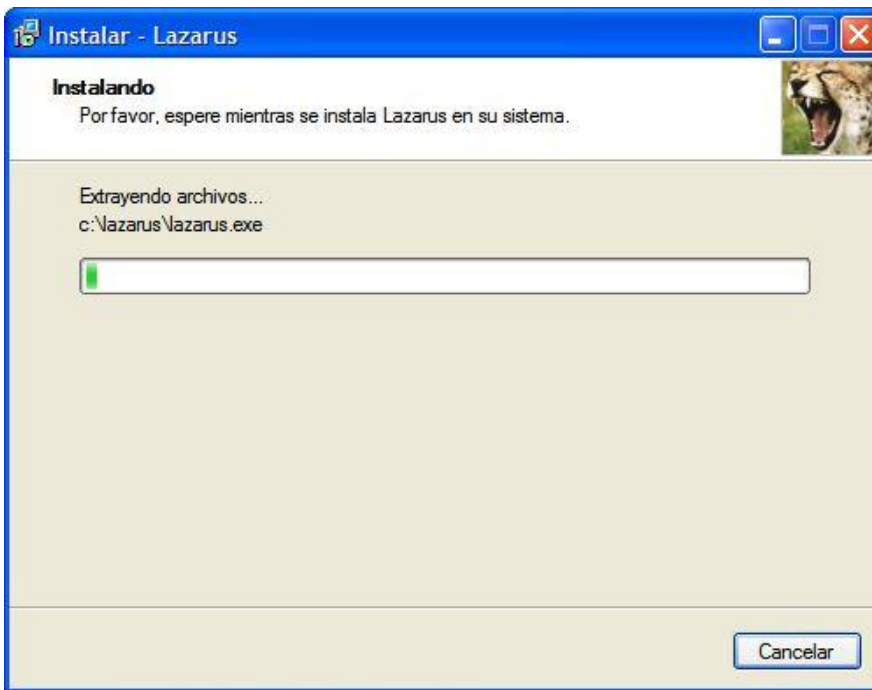 Instalar - Lazarus
Instalando
Por favor, espere mientras se instala Lazarus en su sistema.
Extrayendo archivos...
c:\lazarus\lazarus.exe
Cancelar